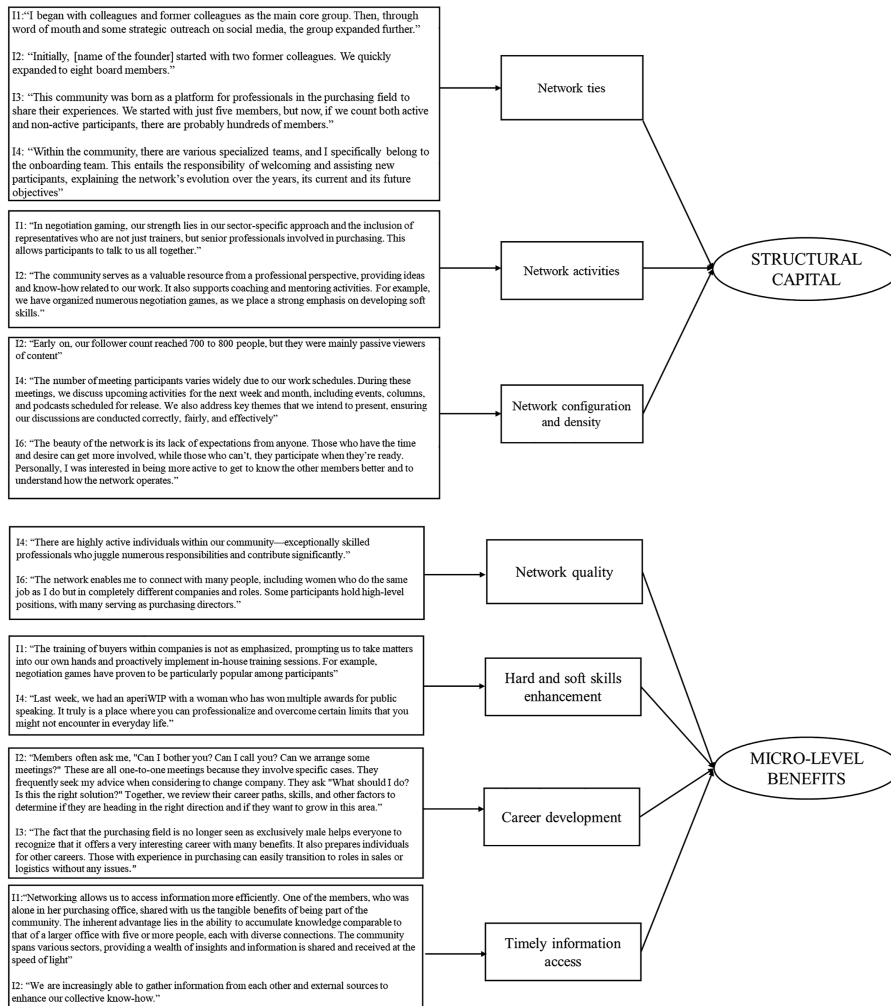 I1:“I began with colleagues and former colleagues as the main core group. Then, through
word of mouth and some strategic outreach on social media, the group expanded further.”
I2: “Initially, [name of the founder] started with two former colleagues. We quickly
expanded to eight board members.”
I3: “This community was born as a platform for professionals in the purchasing field to
share their experiences. We started with just five members, but now, if we count both active
and non-active participants, there are probably hundreds of members.”
I4: “Within the community, there are various specialized teams, and I specifically belong to
the onboarding team. This entails the responsibility of welcoming and assisting new
participants, explaining the network’s evolution over the years, its current and its future
objectives”
Network ties
I1: “In negotiation gaming, our strength lies in our sector-specific approach and the inclusion of
representatives who are not just trainers, but senior professionals involved in purchasing. This
allows participants to talk to us all together.”
I2: “The community serves as a valuable resource from a professional perspective, providing ideas
and know-how related to our work. It also supports coaching and mentoring activities. For example,
we have organized numerous negotiation games, as we place a strong emphasis on developing soft
skills.”
Network activities
STRUCTURAL
CAPITAL
I2: “Early on, our follower count reached 700 to 800 people, but they were mainly passive viewers
of content”
I4: “The number of meeting participants varies widely due to our work schedules. During these
meetings, we discuss upcoming activities for the next week and month, including events, columns,
and podcasts scheduled for release. We also address key themes that we intend to present, ensuring
our discussions are conducted correctly, fairly, and effectively”
I6: “The beauty of the network is its lack of expectations from anyone. Those who have the time
and desire can get more involved, while those who can’t, they participate when they’re ready.
Personally, I was interested in being more active to get to know the other members better and to
understand how the network operates.”
Network configuration
and density
I4: “There are highly active individuals within our community—exceptionally skilled
professionals who juggle numerous responsibilities and contribute significantly.”
I6: “The network enables me to connect with many people, including women who do the same
job as I do but in completely different companies and roles. Some participants hold high-level
positions, with many serving as purchasing directors.”
Network quality
I1: “The training of buyers within companies is not as emphasized, prompting us to take matters
into our own hands and proactively implement in-house training sessions. For example,
negotiation games have proven to be particularly popular among participants”
I4: “Last week, we had an aperiWIP with a woman who has won multiple awards for public
speaking. It truly is a place where you can professionalize and overcome certain limits that you
might not encounter in everyday life.”
Hard and soft skills
enhancement
I2: “Members often ask me, "Can I bother you? Can I call you? Can we arrange some
meetings?" These are all one-to-one meetings because they involve specific cases. They
frequently seek my advice when considering to change company. They ask "What should I do?
Is this the right solution?" Together, we review their career paths, skills, and other factors to
determine if they are heading in the right direction and if they want to grow in this area.”
I3: “The fact that the purchasing field is no longer seen as exclusively male helps everyone to
recognize that it offers a very interesting career with many benefits. It also prepares individuals
for other careers. Those with experience in purchasing can easily transition to roles in sales or
logistics without any issues."
Career development
MICRO-LEVEL
BENEFITS
I1:“Networking allows us to access information more efficiently. One of the members, who was
alone in her purchasing office, shared with us the tangible benefits of being part of the
community. The inherent advantage lies in the ability to accumulate knowledge comparable to
that of a larger office with five or more people, each with diverse connections. The community
spans various sectors, providing a wealth of insights and information is shared and received at the
speed of light”
I2: “We are increasingly able to gather information from each other and external sources to
enhance our collective know-how.”
Timely information
access